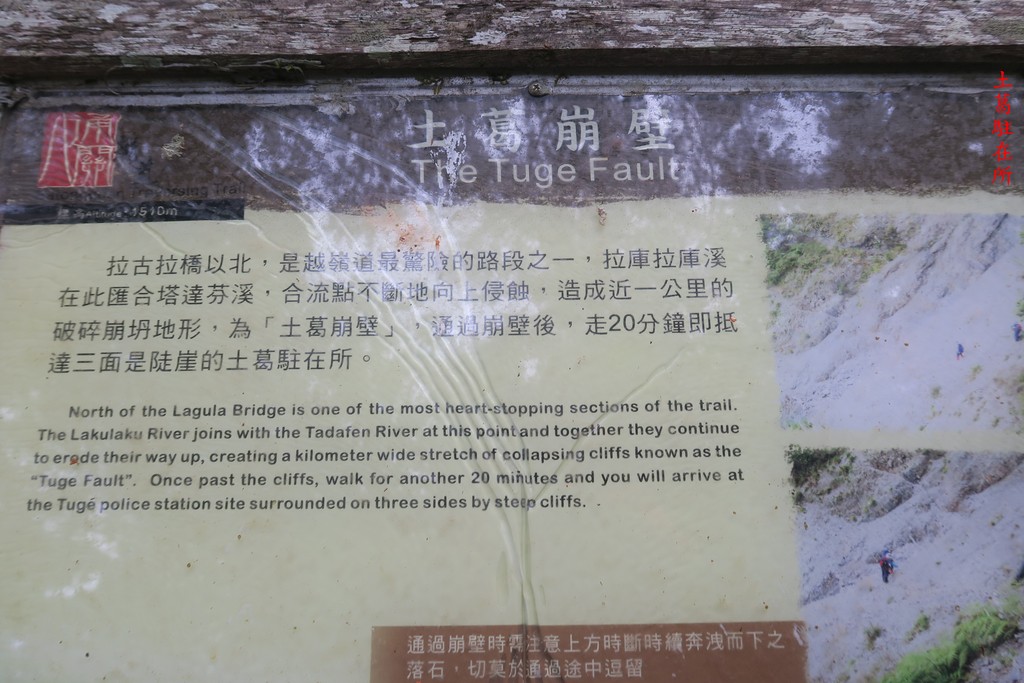 土葛駐在所
土葛崩壁
The Tuge Fault
Traversing Trail
1510m
拉古拉橋以北，是越嶺道最驚險的路段之一，拉庫拉庫溪
在此匯合塔達芬溪，合流點不斷地向上侵蝕，造成近一公里的
破碎崩坍地形，為「土葛崩壁」，通過崩壁後，走20分鐘即抵
達三面是陡崖的土葛駐在所。
North of the Lagula Bridge is one of the most heart-stopping sections of the trail.
The Lakulaku River joins with the Tadafen River at this point and together they continue
to erode their way up, creating a kilometer wide stretch of collapsing cliffs known as the
“Tuge Fault”. Once past the cliffs, walk for another 20 minutes and you will arrive at
the Tugé police station site surrounded on three sides by steep cliffs.
通過崩壁時需注意上方時斷時續奔洩而下之
落石，切莫於通過途中逗留